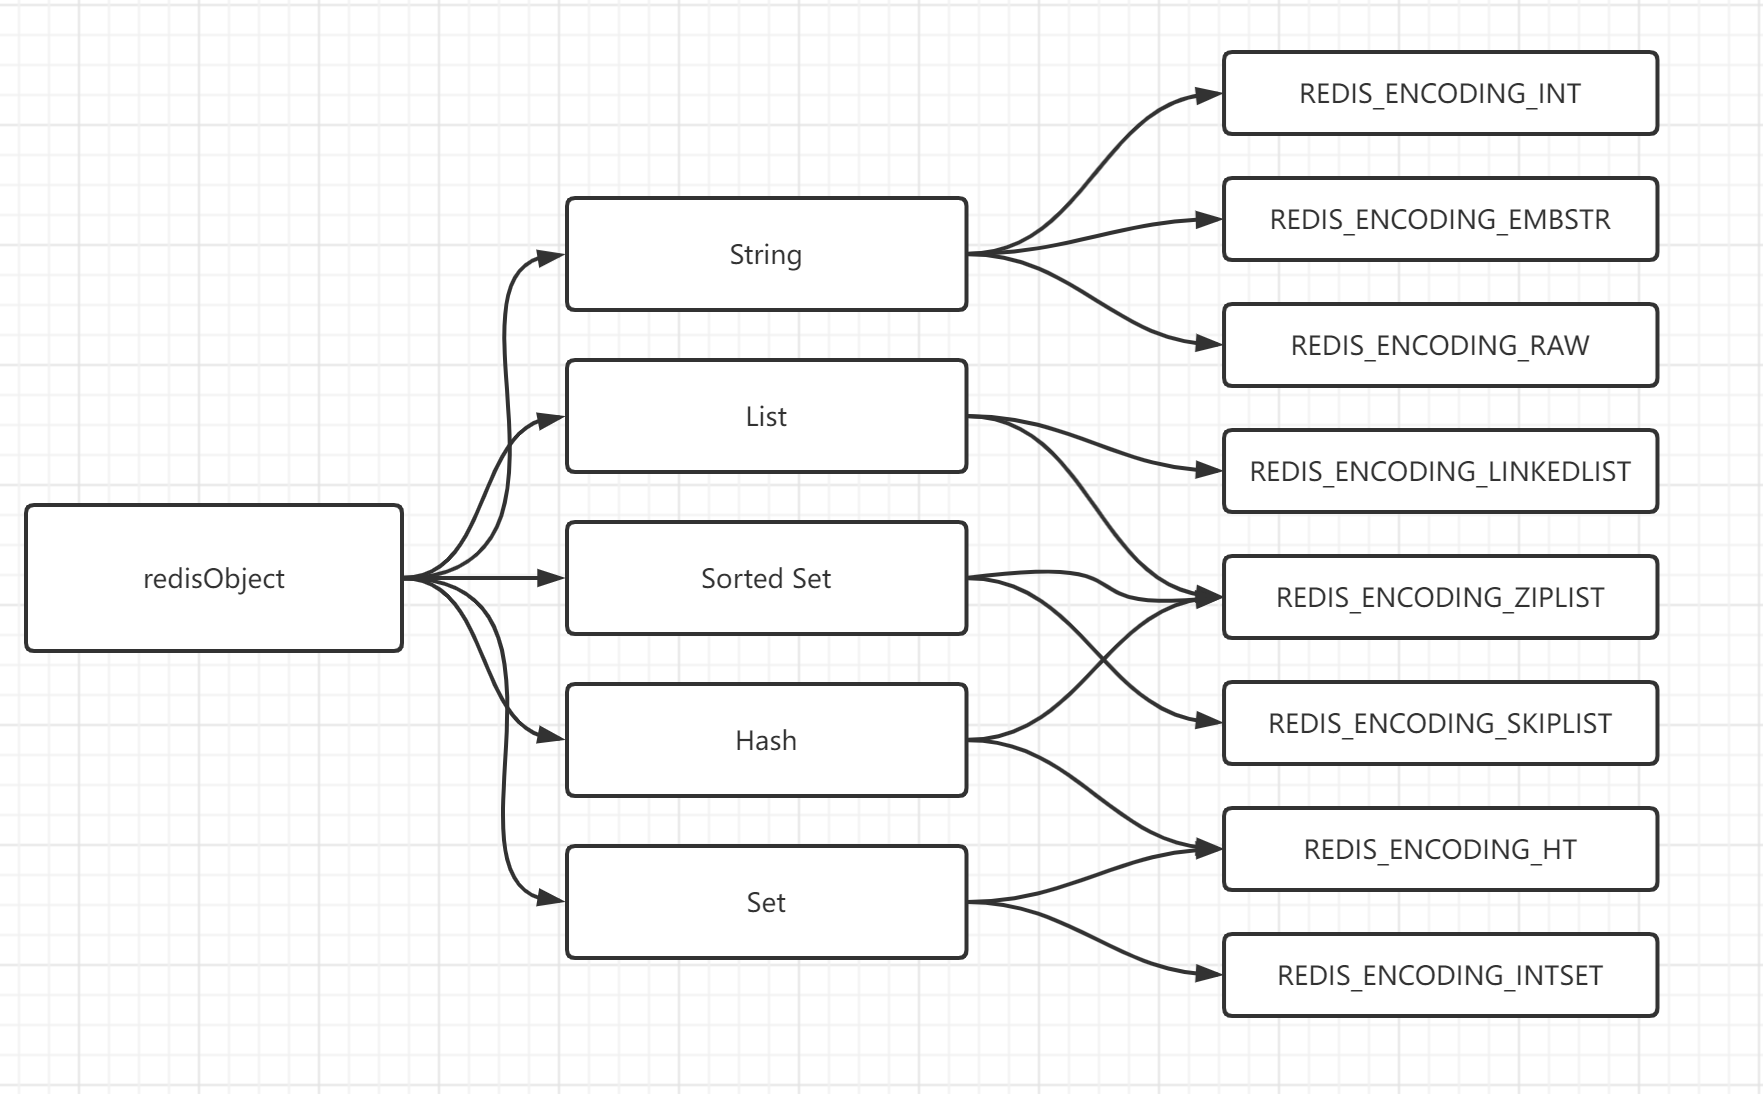 redisObject
String
List
Sorted Set
Hash
Set
REDIS_ENCODING_INT
REDIS_ENCODING_EMBSTR
REDIS_ENCODING_RAW
REDIS_ENCODING_LINKEDLIST
REDIS_ENCODING_ZIPLIST
REDIS_ENCODING_SKIPLIST
REDIS_ENCODING_HT
REDIS_ENCODING_INTSET